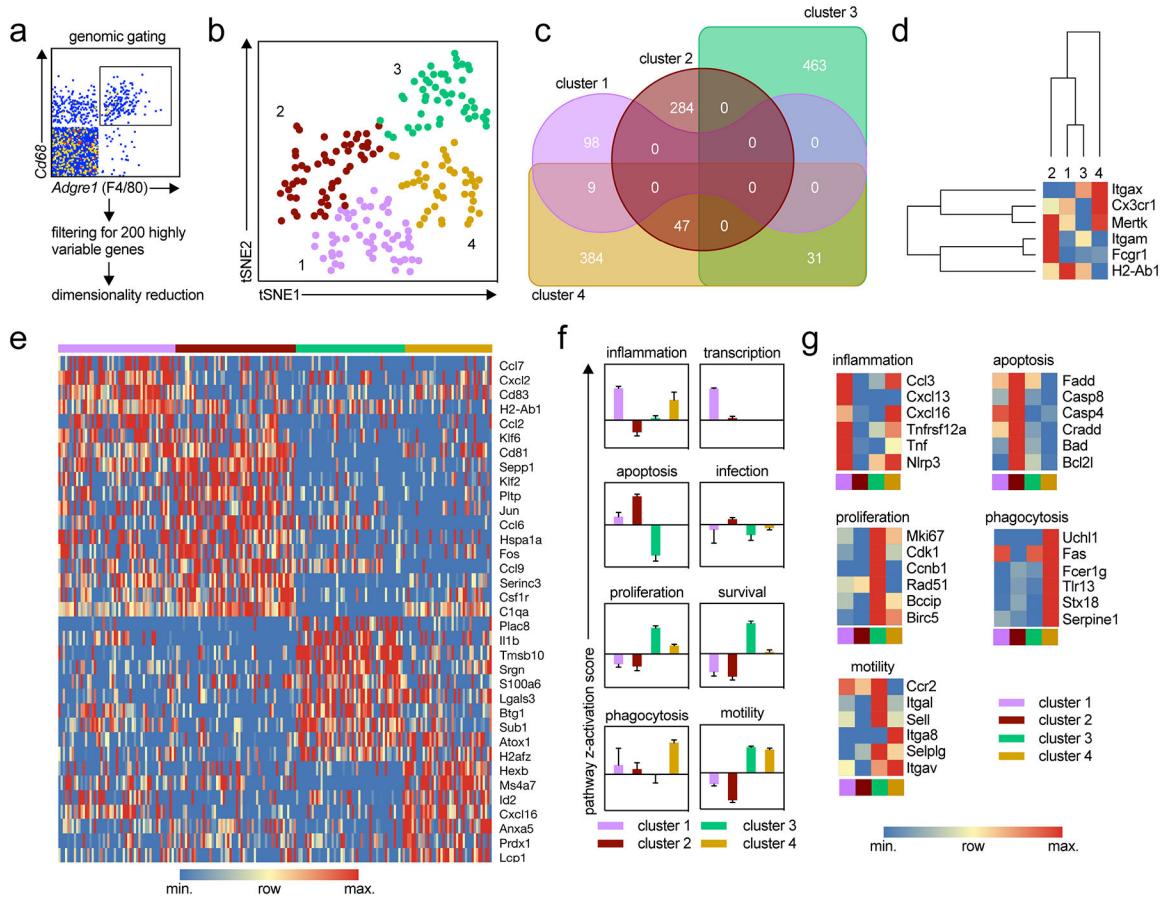 a
genomic gating
Cd68
Adgre1 (F4/80)
filtering for 200 highly
variable genes
dimensionality reduction
b
1
2
3
4
tSNE2
tSNE1
c
cluster 3
cluster 2
cluster 1
463
284
0
98
0
0
0
9
0
0
0
47
0
384
31
cluster 4
d
2 1 3 4
Itgax
Cx3cr1
Mertk
Itgam
Fcgr1
H2-Ab1
e
Ccl7
Cxcl2
Cd83
H2-Ab1
Ccl2
Klf6
Cd81
Sepp1
Klf2
Pltp
Jun
Ccl6
Hspa1a
Fos
Ccl9
Serinc3
Csf1r
C1qa
Plac8
Il1b
Tmsb10
Srgn
S100a6
Lgals3
Btg1
Sub1
Atox1
H2afz
Hexb
Ms4a7
Id2
Cxcl16
Anxa5
Prdx1
Lcp1
min. row max.
f
pathway z-activation score
inflammation transcription
apoptosis infection
proliferation survival
phagocytosis motility
cluster 1 cluster 3
cluster 2 cluster 4
g
inflammation
Ccl3
Cxcl13
Cxcl16
Tnfrsf12a
Tnf
Nlrp3
apoptosis
Fadd
Casp8
Casp4
Cradd
Bad
Bcl2l
proliferation
Mki67
Cdk1
Ccnb1
Rad51
Bccip
Birc5
phagocytosis
Uchl1
Fas
Fcer1g
Tlr13
Stx18
Serpine1
motility
Ccr2
Itgal
Sell
Itga8
Selplg
Itgav
cluster 1
cluster 2
cluster 3
cluster 4
min. row max.